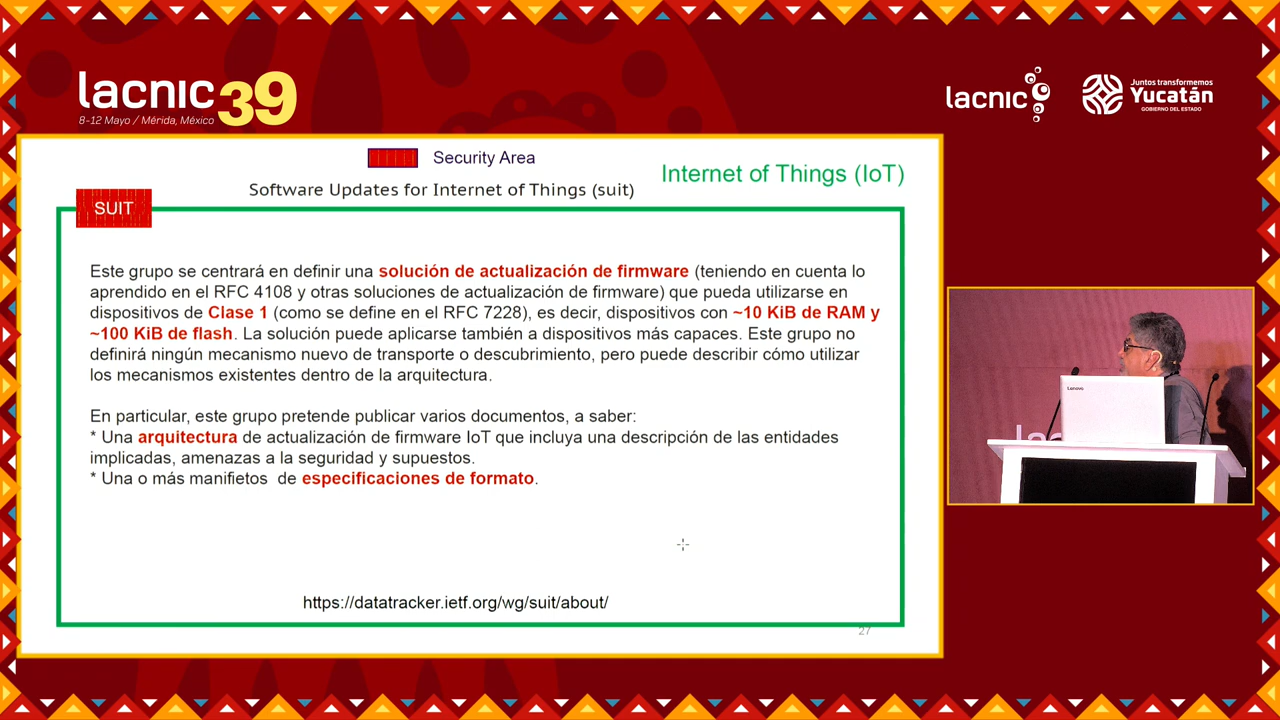 lacnic 39
8-12 Mayo / Mérida, México
lacnic
Juntos transformemos
Yucatán
GOBIERNO DEL ESTADO
Security Area
Internet of Things (IoT)
Software Updates for Internet of Things (suit)
SUIT
Este grupo se centrará en definir una solución de actualización de firmware (teniendo en cuenta lo
aprendido en el RFC 4108 y otras soluciones de actualización de firmware) que pueda utilizarse en
dispositivos de Clase 1 (como se define en el RFC 7228), es decir, dispositivos con ~10 KiB de RAM y
~100 KiB de flash. La solución puede aplicarse también a dispositivos más capaces. Este grupo no
definirá ningún mecanismo nuevo de transporte o descubrimiento, pero puede describir cómo utilizar
los mecanismos existentes dentro de la arquitectura.
En particular, este grupo pretende publicar varios documentos, a saber:
* Una arquitectura de actualización de firmware IoT que incluya una descripción de las entidades
implicadas, amenazas a la seguridad y supuestos.
* Una o más manifietos de especificaciones de formato.
https://datatracker.ietf.org/wg/suit/about/
27
Lenovo